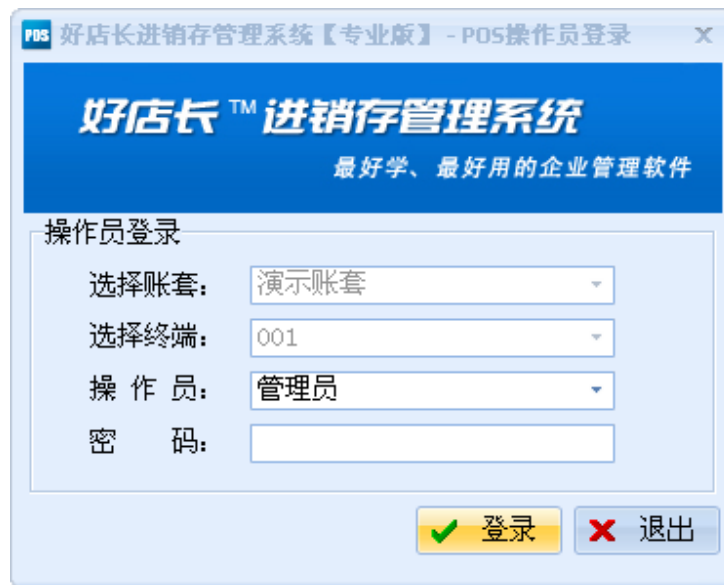 POS 好店长进销存管理系统【专业版】 - POS操作员登录 X
好店长™进销存管理系统
最好学、最好用的企业管理软件
操作员登录
选择账套： 演示账套
选择终端： 001
操 作 员： 管理员
密 码：
登录 退出